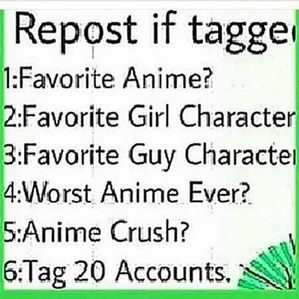 Repost if tagge
1:Favorite Anime?
2:Favorite Girl Character
3:Favorite Guy Characte
4:Worst Anime Ever?
5:Anime Crush?
6:Tag 20 Accounts.